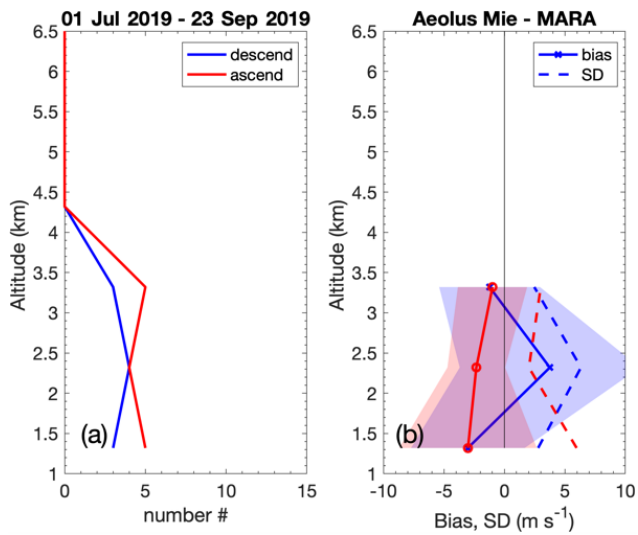 01 Jul 2019 - 23 Sep 2019
descend
ascend
6.5
6
5.5
5
4.5
4
3.5
3
2.5
2
1.5
1
Altitude (km)
(a)
0
5
10
15
number #
Aeolus Mie - MARA
bias
SD
6.5
6
5.5
5
4.5
4
3.5
3
2.5
2
1.5
1
Altitude (km)
(b)
-10
-5
0
5
10
Bias, SD (m s⁻¹)